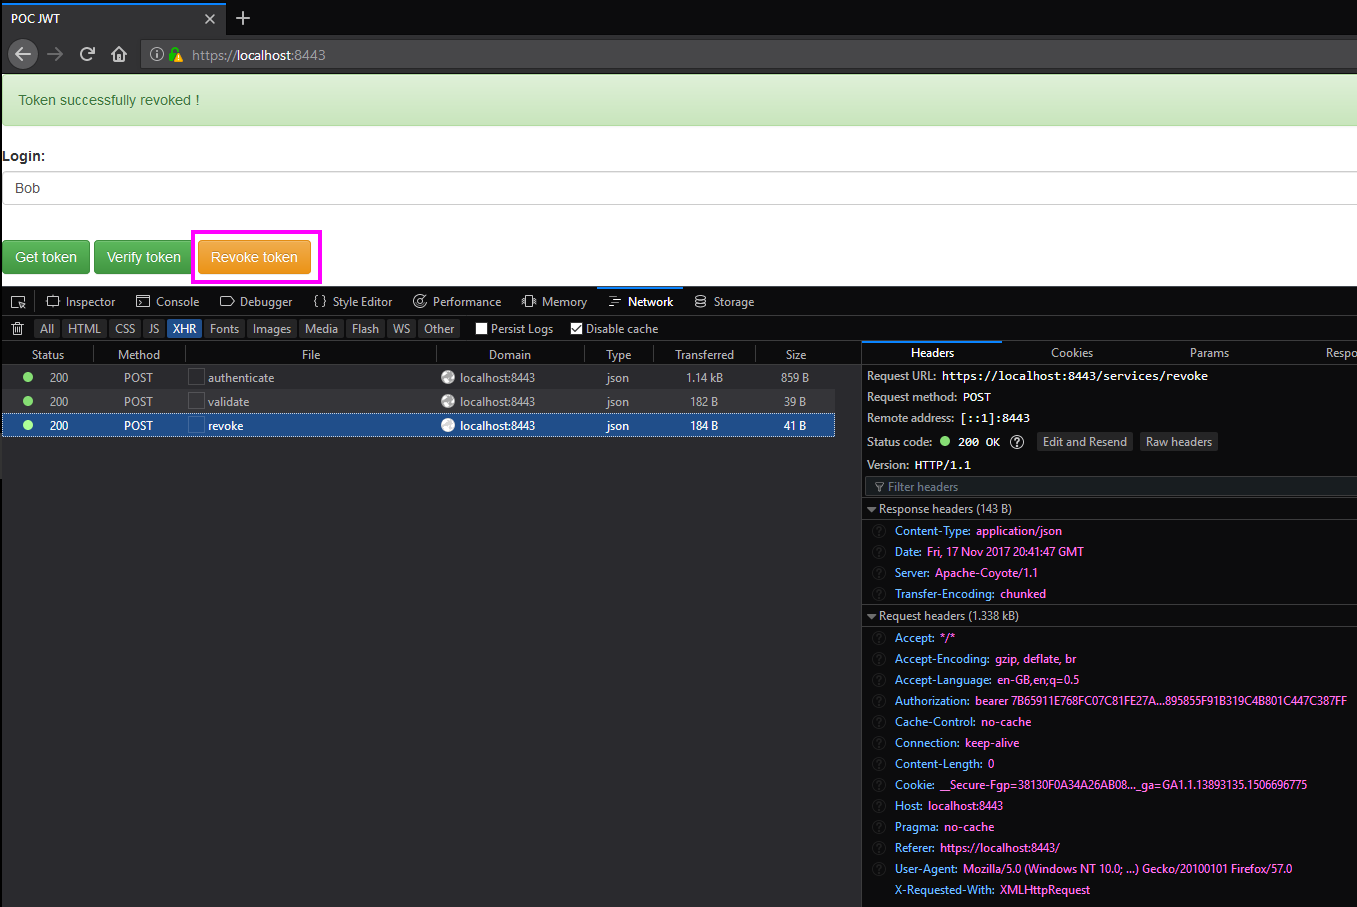 POC JWT
https://localhost:8443
Token successfully revoked !
Login:
Bob
Get token Verify token Revoke token
Inspector Console Debugger Style Editor Performance Memory Network Storage
All HTML CSS JS XHR Fonts Images Media Flash WS Other Persist Logs Disable cache
Status Method File Domain Type Transferred Size
200 POST authenticate localhost:8443 json 1.14 kB 859 B
200 POST validate localhost:8443 json 182 B 39 B
200 POST revoke localhost:8443 json 184 B 41 B
Headers Cookies Params Respo
Request URL: https://localhost:8443/services/revoke
Request method: POST
Remote address: [::1]:8443
Status code: 200 OK Edit and Resend Raw headers
Version: HTTP/1.1
Filter headers
Response headers (143 B)
Content-Type: application/json
Date: Fri, 17 Nov 2017 20:41:47 GMT
Server: Apache-Coyote/1.1
Transfer-Encoding: chunked
Request headers (1.338 kB)
Accept: */*
Accept-Encoding: gzip, deflate, br
Accept-Language: en-GB,en;q=0.5
Authorization: bearer 7B65911E768FC07C81FE27A...895855F91B319C4B801C447C387FF
Cache-Control: no-cache
Connection: keep-alive
Content-Length: 0
Cookie: __Secure-Fgp=38130F0A34A26AB08..._ga=GA1.1.13893135.1506696775
Host: localhost:8443
Pragma: no-cache
Referer: https://localhost:8443/
User-Agent: Mozilla/5.0 (Windows NT 10.0; ...) Gecko/20100101 Firefox/57.0
X-Requested-With: XMLHttpRequest